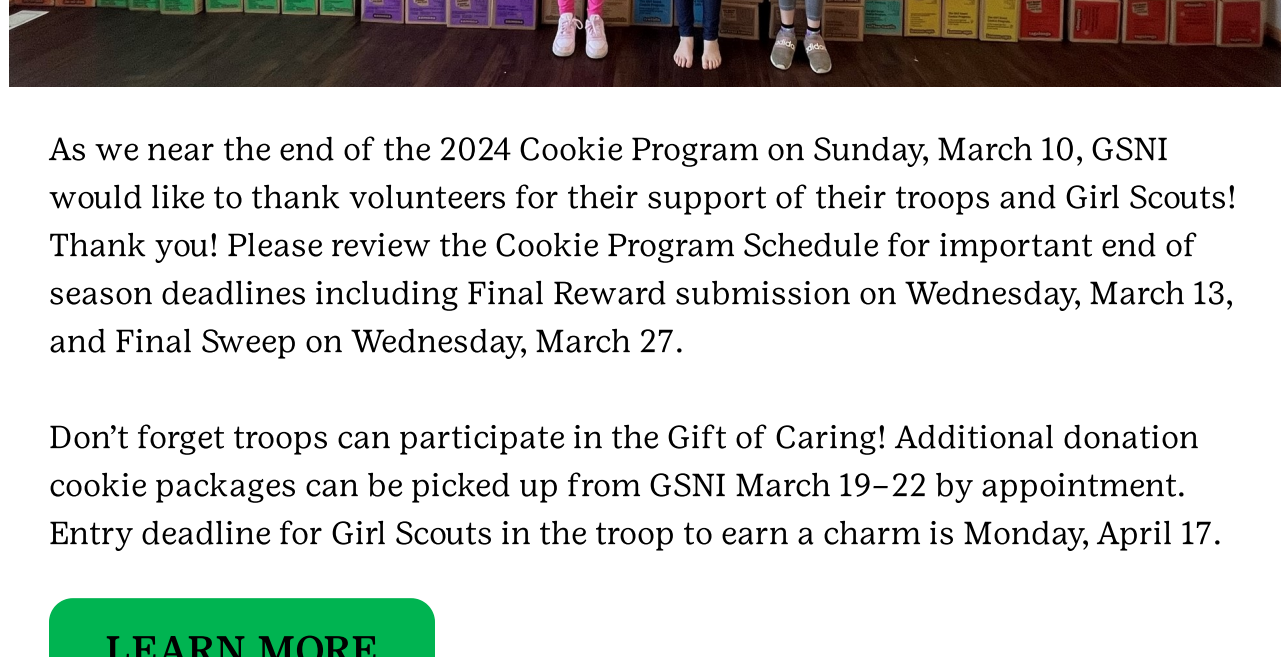 As we near the end of the 2024 Cookie Program on Sunday, March 10, GSNI
would like to thank volunteers for their support of their troops and Girl Scouts!
Thank you! Please review the Cookie Program Schedule for important end of
season deadlines including Final Reward submission on Wednesday, March 13,
and Final Sweep on Wednesday, March 27.
Don’t forget troops can participate in the Gift of Caring! Additional donation
cookie packages can be picked up from GSNI March 19–22 by appointment.
Entry deadline for Girl Scouts in the troop to earn a charm is Monday, April 17.
LEARN MORE